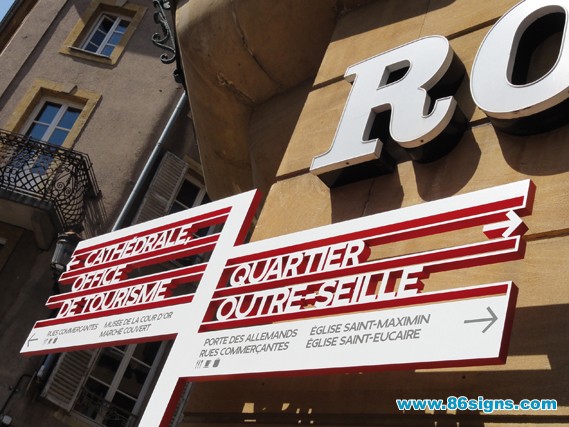 RO
CATHÉDRALE,
OFFICE
DE TOURISME
RUES COMMERÇANTES MUSÉE DE LA COUR D'OR
MARCHÉ COUVERT
QUARTIER
OUTRE-SEILLE
PORTE DES ALLEMANDS ÉGLISE SAINT-MAXIMIN
RUES COMMERÇANTES ÉGLISE SAINT-EUCAIRE
www.86signs.com